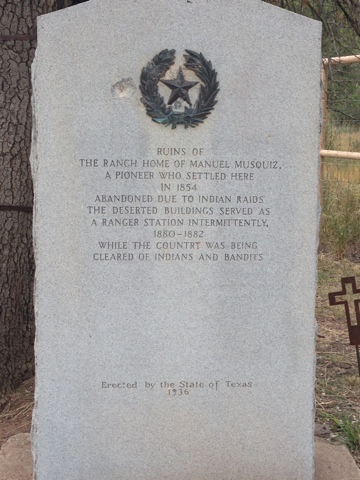 RUINS OF
THE RANCH HOME OF MANUEL MUSQUIZ,
A PIONEER WHO SETTLED HERE
IN 1854
ABANDONED DUE TO INDIAN RAIDS
THE DESERTED BUILDINGS SERVED AS
A RANGER STATION INTERMITTENTLY,
1880-1882
WHILE THE COUNTRY WAS BEING
CLEARED OF INDIANS AND BANDITS
Erected by the State of Texas
1936